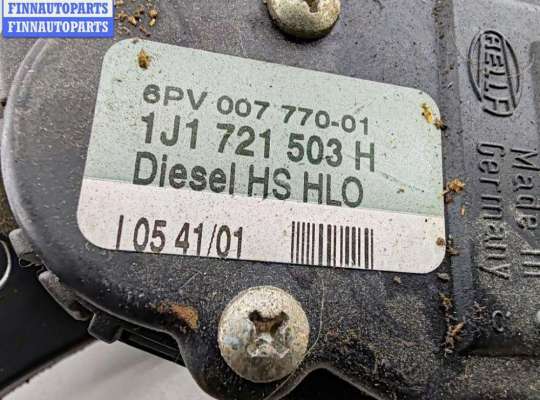 FINNAUTOPARTS
FINNAUTOPARTS
HELLA
Made in
Germany
6PV 007 770-01
1J1 721 503 H
Diesel HS HLO
I 05 41/01